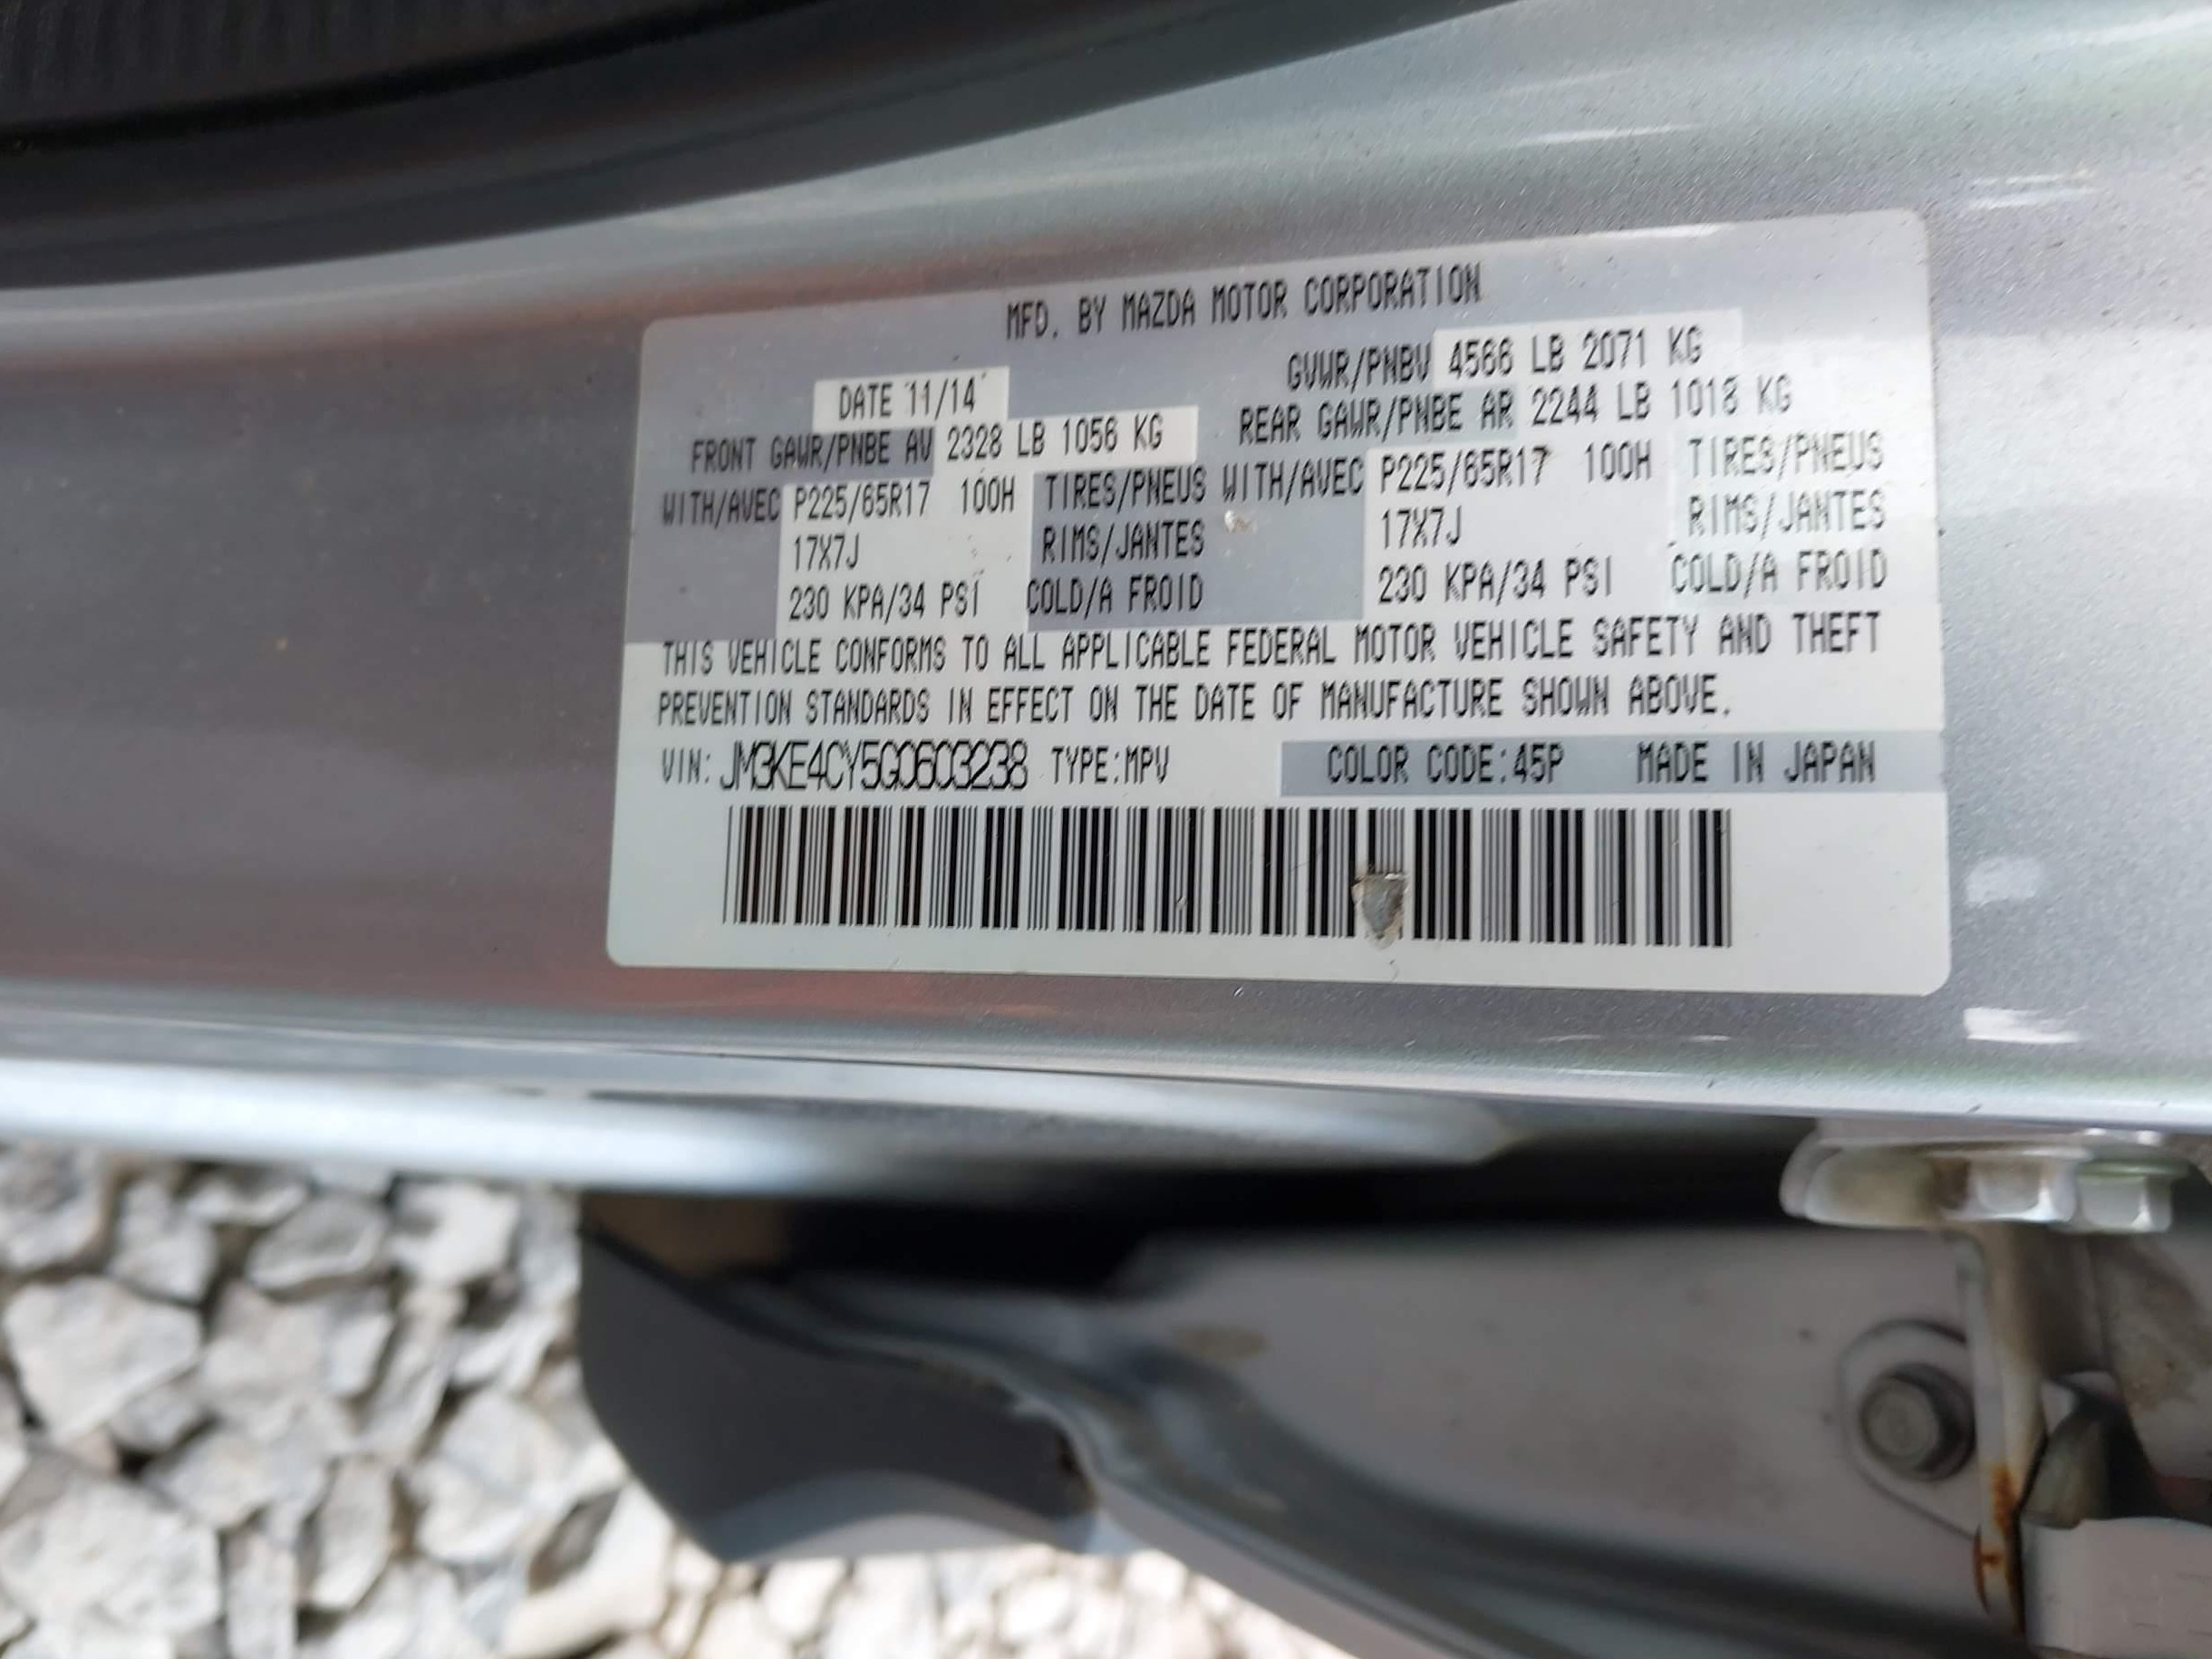 MFD. BY MAZDA MOTOR CORPORATION
DATE 11/14 GVWR/PNBV 4566 LB 2071 KG
FRONT GAWR/PNBE AV 2328 LB 1056 KG REAR GAWR/PNBE AR 2244 LB 1018 KG
WITH/AVEC P225/65R17 100H TIRES/PNEUS WITH/AVEC P225/65R17 100H TIRES/PNEUS
17X7J RIMS/JANTES 17X7J RIMS/JANTES
230 KPA/34 PSI COLD/A FROID 230 KPA/34 PSI COLD/A FROID
THIS VEHICLE CONFORMS TO ALL APPLICABLE FEDERAL MOTOR VEHICLE SAFETY AND THEFT
PREVENTION STANDARDS IN EFFECT ON THE DATE OF MANUFACTURE SHOWN ABOVE.
VIN: JM3KE4CY5G0603238 TYPE:MPV COLOR CODE:45P MADE IN JAPAN